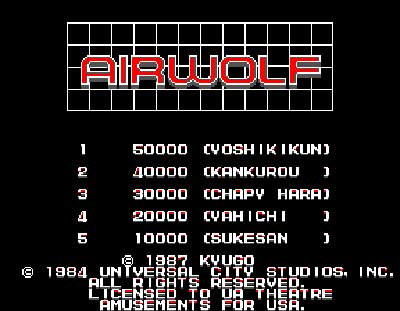 AIRWOLF
1 50000 (YOSHIKIKUN)
2 40000 (KANKUROU )
3 30000 (CHAPY HARA)
4 20000 (YAHICHI )
5 10000 (SUKESAN )
© 1987 KYUGO
© 1984 UNIVERSAL CITY STUDIOS, INC.
ALL RIGHTS RESERVED.
LICENSED TO UA THEATRE
AMUSEMENTS FOR USA.